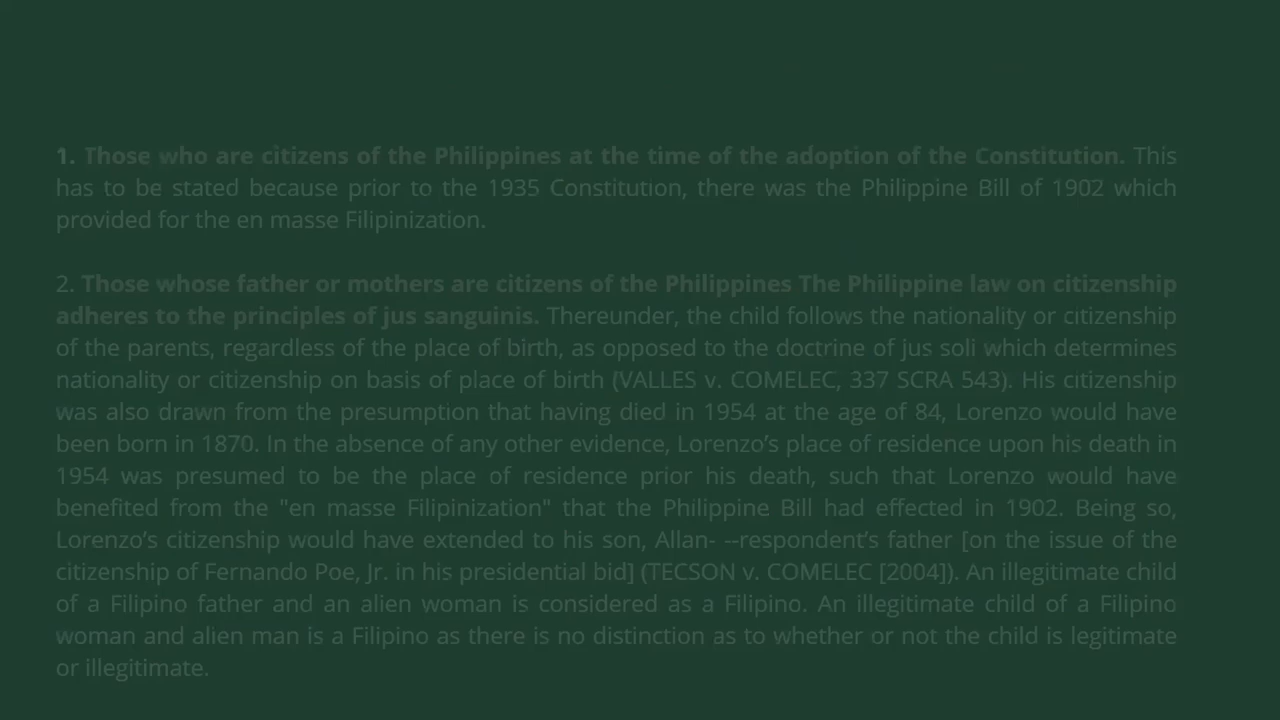 1. Those who are citizens of the Philippines at the time of the adoption of the Constitution. This
has to be stated because prior to the 1935 Constitution, there was the Philippine Bill of 1902 which
provided for the en masse Filipinization.
2. Those whose father or mothers are citizens of the Philippines The Philippine law on citizenship
adheres to the principles of jus sanguinis. Thereunder, the child follows the nationality or citizenship
of the parents, regardless of the place of birth, as opposed to the doctrine of jus soli which determines
nationality or citizenship on basis of place of birth (VALLES v. COMELEC, 337 SCRA 543). His citizenship
was also drawn from the presumption that having died in 1954 at the age of 84, Lorenzo would have
been born in 1870. In the absence of any other evidence, Lorenzo’s place of residence upon his death in
1954 was presumed to be the place of residence prior his death, such that Lorenzo would have
benefited from the "en masse Filipinization" that the Philippine Bill had effected in 1902. Being so,
Lorenzo’s citizenship would have extended to his son, Allan- --respondent’s father [on the issue of the
citizenship of Fernando Poe, Jr. in his presidential bid] (TECSON v. COMELEC [2004]). An illegitimate child
of a Filipino father and an alien woman is considered as a Filipino. An illegitimate child of a Filipino
woman and alien man is a Filipino as there is no distinction as to whether or not the child is legitimate
or illegitimate.